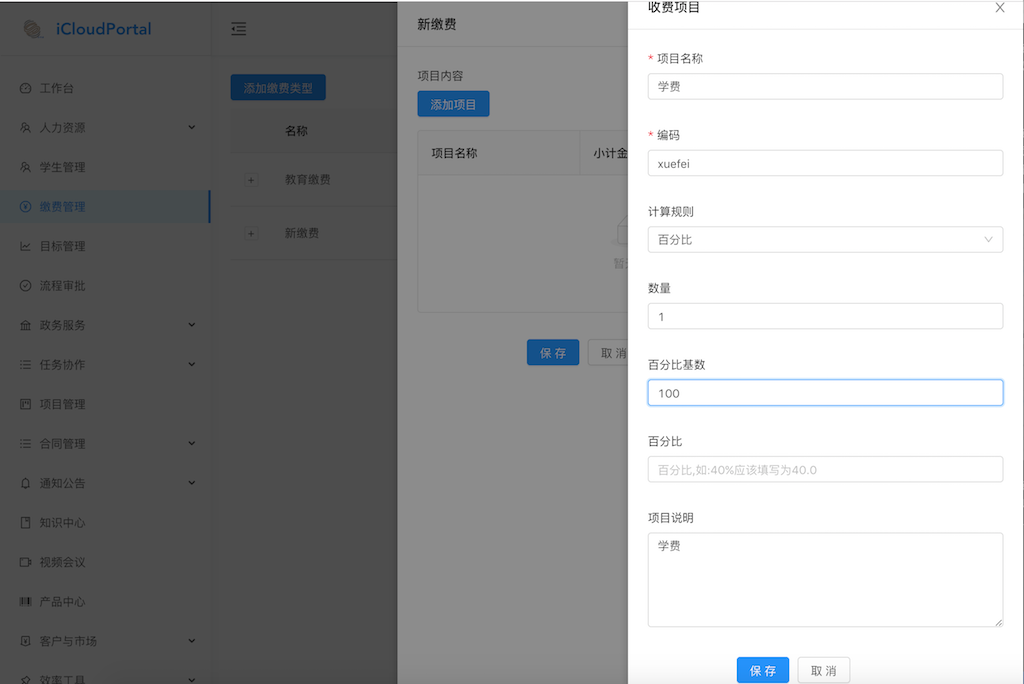 iCloudPortal
工作台
人力资源
学生管理
缴费管理
目标管理
流程审批
政务服务
任务协作
项目管理
合同管理
通知公告
知识中心
视频会议
产品中心
客户与市场
效率工具
添加缴费类型
名称
教育缴费
新缴费
新缴费
项目内容
添加项目
项目名称 小计金
保 存 取 消
收费项目
* 项目名称
学费
* 编码
xuefei
计算规则
百分比
数量
1
百分比基数
100
百分比
百分比,如:40%应该填写为40.0
项目说明
学费
保 存 取 消